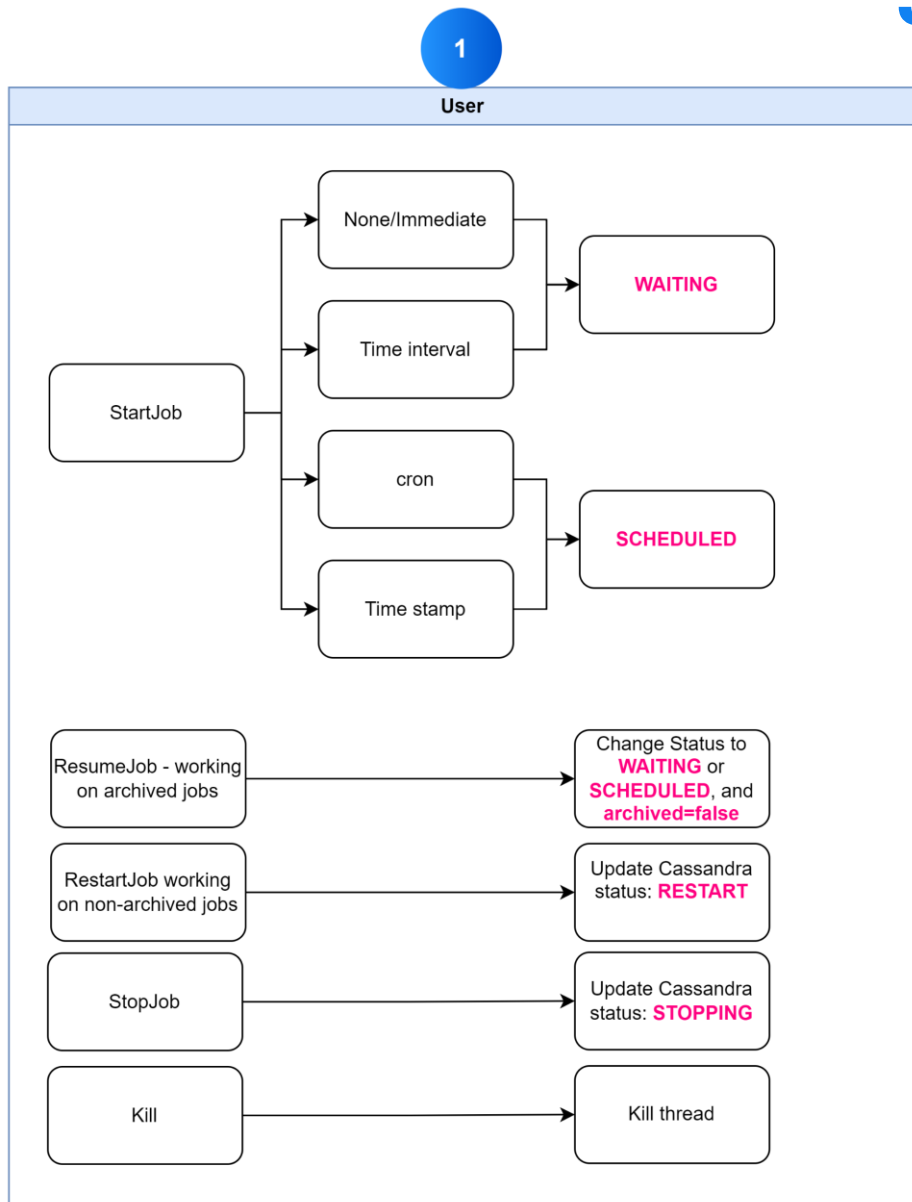 1
User
None/Immediate
WAITING
Time interval
StartJob
cron
SCHEDULED
Time stamp
ResumeJob - working
on archived jobs
Change Status to
WAITING or
SCHEDULED, and
archived=false
RestartJob working
on non-archived jobs
Update Cassandra
status: RESTART
StopJob
Update Cassandra
status: STOPPING
Kill
Kill thread